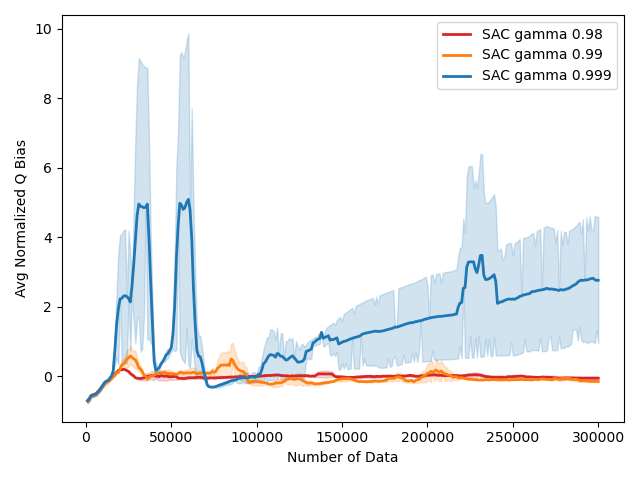 SAC gamma 0.98
SAC gamma 0.99
SAC gamma 0.999
Avg Normalized Q Bias
10
8
6
4
2
0
0 50000 100000 150000 200000 250000 300000
Number of Data